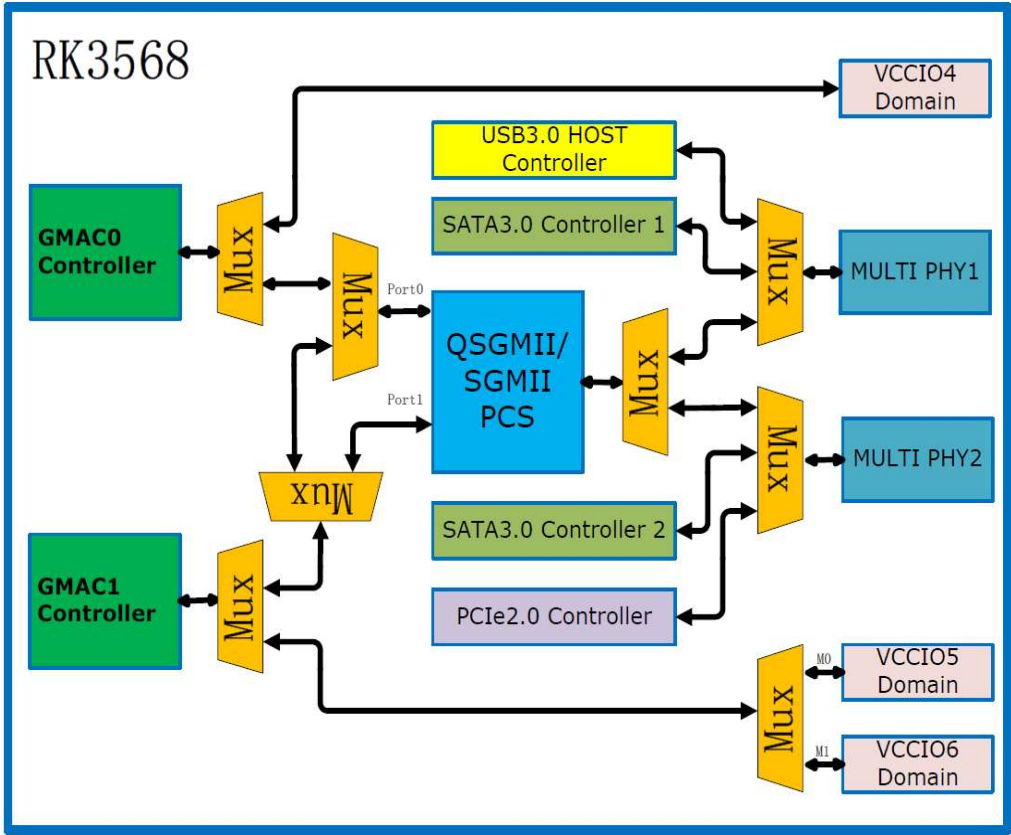 RK3568
VCCIO4
Domain
USB3.0 HOST
Controller
GMAC0
Controller
Mux
Mux
SATA3.0 Controller 1
Mux
MULTI PHY1
Port0
QSGMII/
SGMII
PCS
Mux
Port1
Mux
MULTI PHY2
Mux
SATA3.0 Controller 2
GMAC1
Controller
Mux
PCIe2.0 Controller
Mux
M0
VCCIO5
Domain
M1
VCCIO6
Domain